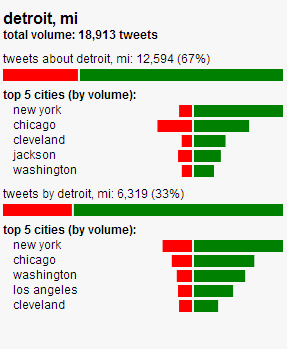 detroit, mi
total volume: 18,913 tweets
tweets about detroit, mi: 12,594 (67%)
top 5 cities (by volume):
new york
chicago
cleveland
jackson
washington
tweets by detroit, mi: 6,319 (33%)
top 5 cities (by volume):
new york
chicago
washington
los angeles
cleveland